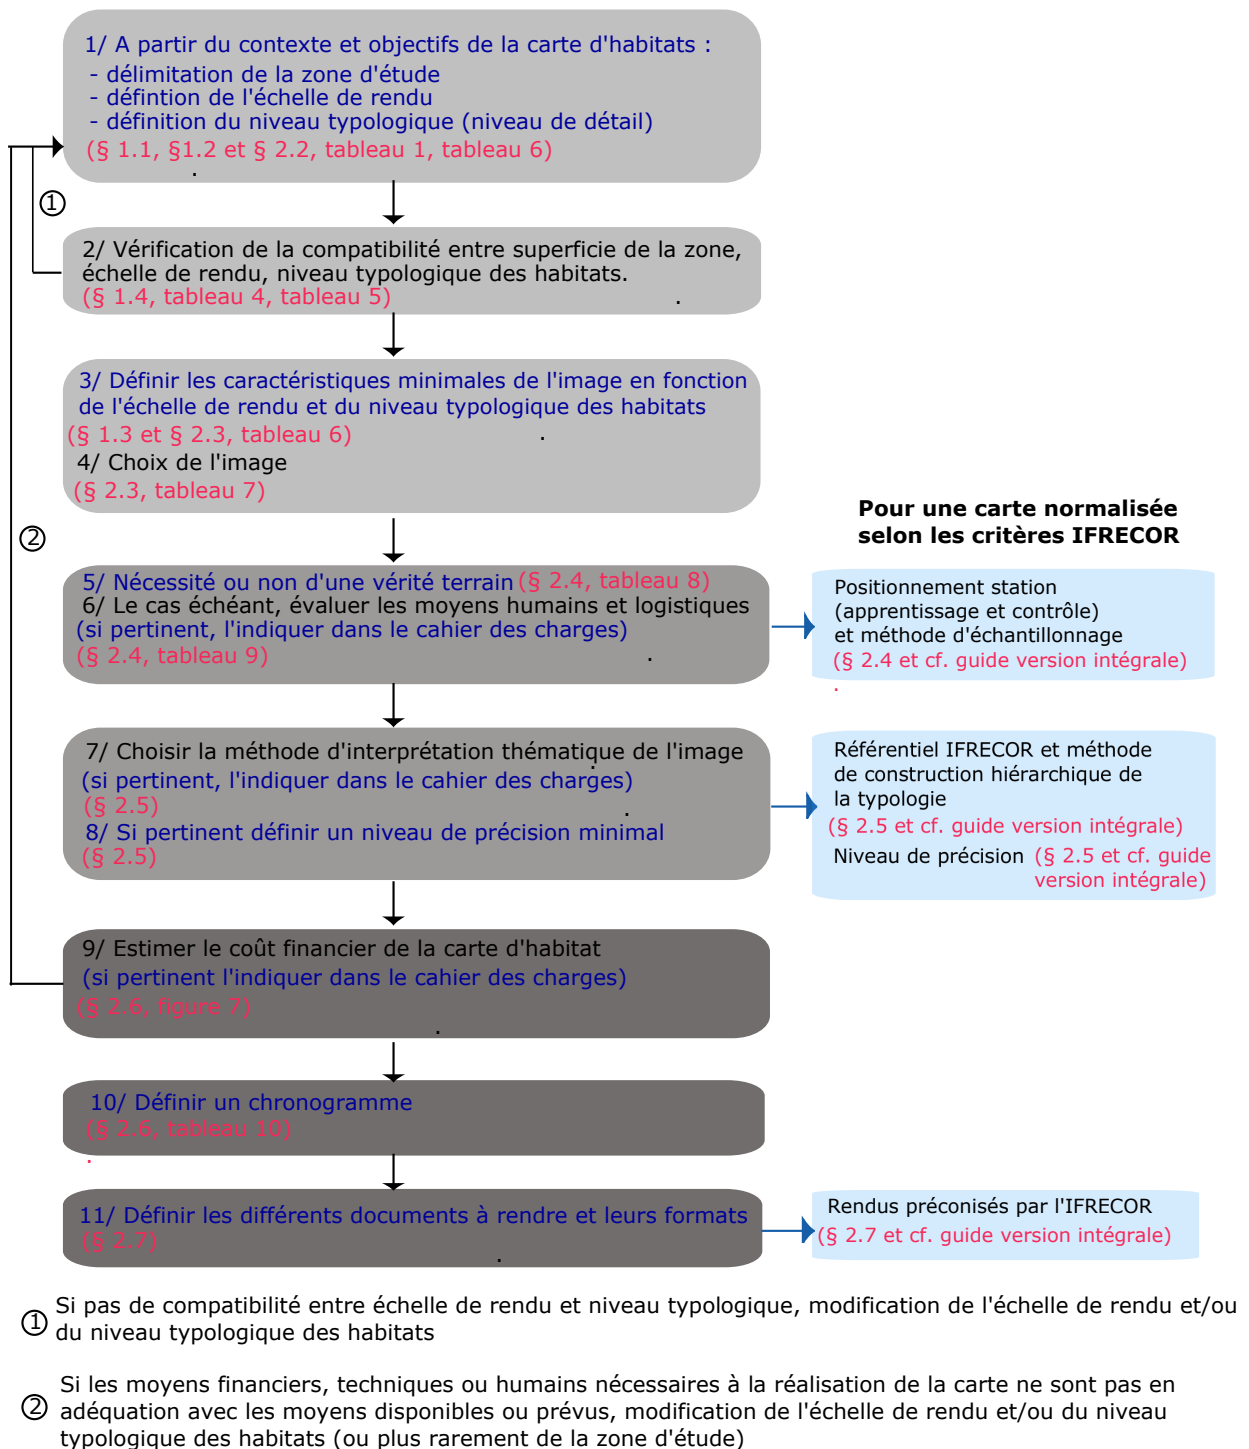 1/ A partir du contexte et objectifs de la carte d'habitats :
- délimitation de la zone d'étude
- défintion de l'échelle de rendu
- définition du niveau typologique (niveau de détail)
(§ 1.1, §1.2 et § 2.2, tableau 1, tableau 6)
.
1
2/ Vérification de la compatibilité entre superficie de la zone,
échelle de rendu, niveau typologique des habitats.
(§ 1.4, tableau 4, tableau 5) .
3/ Définir les caractéristiques minimales de l'image en fonction
de l'échelle de rendu et du niveau typologique des habitats
(§ 1.3 et § 2.3, tableau 6) .
4/ Choix de l'image
(§ 2.3, tableau 7)
2
Pour une carte normalisée
selon les critères IFRECOR
5/ Nécessité ou non d'une vérité terrain (§ 2.4, tableau 8)
6/ Le cas échéant, évaluer les moyens humains et logistiques
(si pertinent, l'indiquer dans le cahier des charges)
(§ 2.4, tableau 9) .
Positionnement station
(apprentissage et contrôle)
et méthode d'échantillonnage
(§ 2.4 et cf. guide version intégrale)
.
7/ Choisir la méthode d'interprétation thématique de l'image
.
(si pertinent, l'indiquer dans le cahier des charges)
(§ 2.5) .
8/ Si pertinent définir un niveau de précision minimal
(§ 2.5)
Référentiel IFRECOR et méthode
de construction hiérarchique de
la typologie
(§ 2.5 et cf. guide version intégrale)
Niveau de précision (§ 2.5 et cf. guide
version intégrale)
9/ Estimer le coût financier de la carte d'habitat
(si pertinent l'indiquer dans le cahier des charges)
(§ 2.6, figure 7)
.
10/ Définir un chronogramme
(§ 2.6, tableau 10)
.
11/ Définir les différents documents à rendre et leurs formats
(§ 2.7)
.
Rendus préconisés par l'IFRECOR
(§ 2.7 et cf. guide version intégrale)
1 Si pas de compatibilité entre échelle de rendu et niveau typologique, modification de l'échelle de rendu et/ou
du niveau typologique des habitats
2 Si les moyens financiers, techniques ou humains nécessaires à la réalisation de la carte ne sont pas en
adéquation avec les moyens disponibles ou prévus, modification de l'échelle de rendu et/ou du niveau
typologique des habitats (ou plus rarement de la zone d'étude)